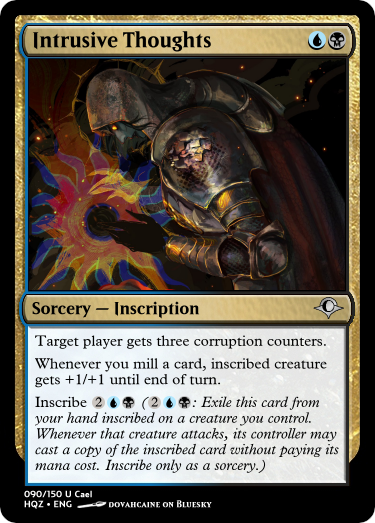 Intrusive Thoughts
Sorcery — Inscription
Target player gets three corruption counters.
Whenever you mill a card, inscribed creature
gets +1/+1 until end of turn.
Inscribe 2 (2: Exile this card from
your hand inscribed on a creature you control.
Whenever that creature attacks, its controller may
cast a copy of the inscribed card without paying its
mana cost. Inscribe only as a sorcery.)
090/150 U Cael
HQZ • ENG DOVAHCAINE ON BLUESKY